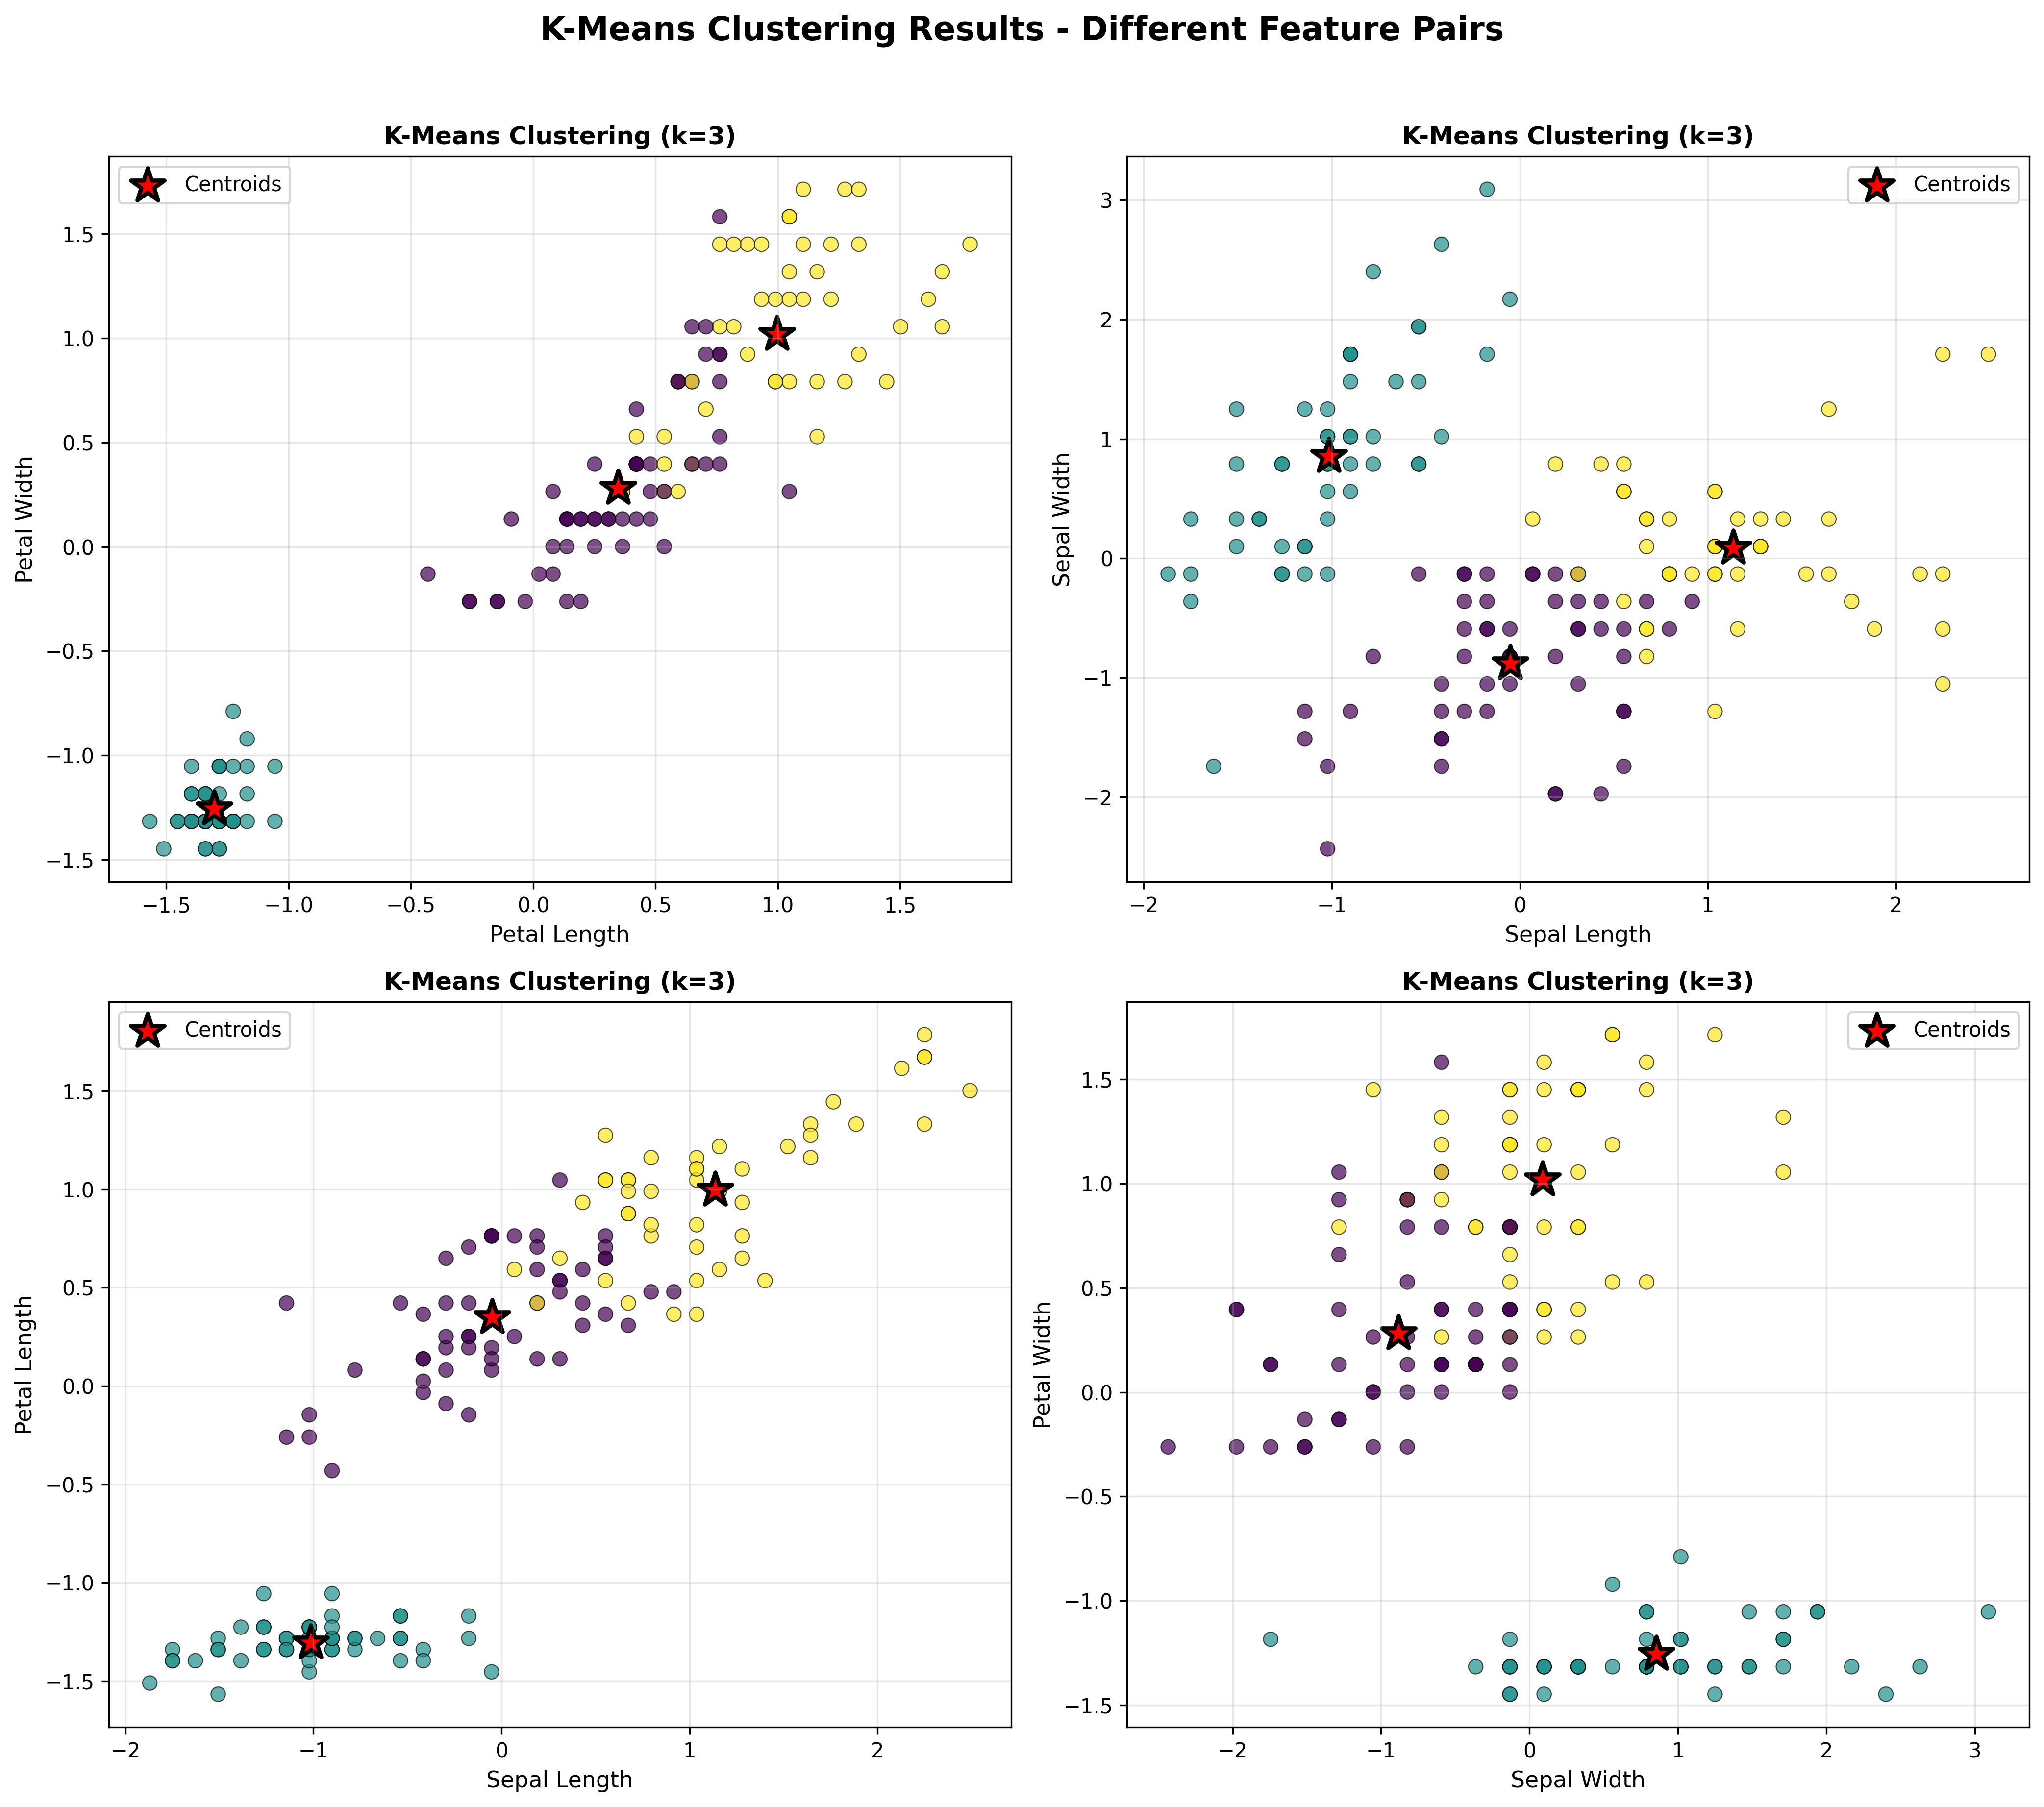 K-Means Clustering Results - Different Feature Pairs
K-Means Clustering (k=3)
Centroids
1.5
1.0
0.5
0.0
−0.5
−1.0
−1.5
Petal Width
−1.5 −1.0 −0.5 0.0 0.5 1.0 1.5
Petal Length
K-Means Clustering (k=3)
Centroids
3
2
1
0
−1
−2
Sepal Width
−2 −1 0 1 2
Sepal Length
K-Means Clustering (k=3)
Centroids
1.5
1.0
0.5
0.0
−0.5
−1.0
−1.5
Petal Length
−2 −1 0 1 2
Sepal Length
K-Means Clustering (k=3)
Centroids
1.5
1.0
0.5
0.0
−0.5
−1.0
−1.5
Petal Width
−2 −1 0 1 2 3
Sepal Width